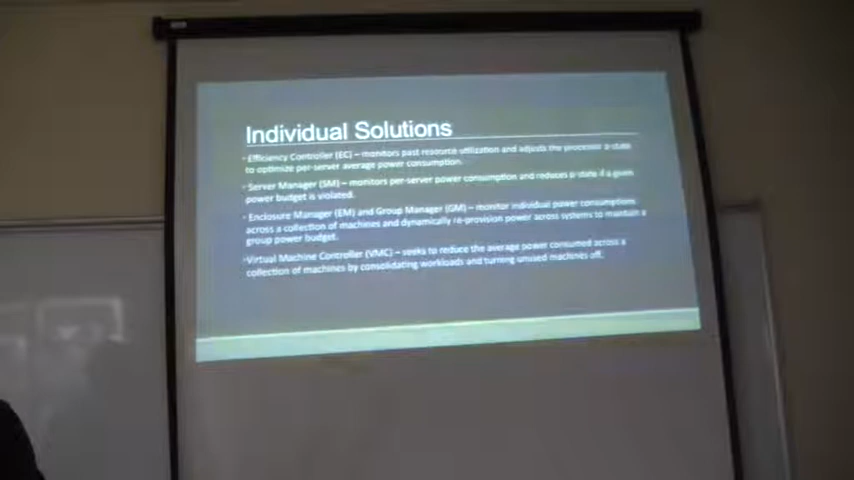 Individual Solutions
• Efficiency Controller (EC) – monitors past resource utilization and adjusts the processor p-state
to optimize per-server average power consumption.
• Server Manager (SM) – monitors per-server power consumption and reduces p-state if a given
power budget is violated.
• Enclosure Manager (EM) and Group Manager (GM) – monitor individual power consumptions
across a collection of machines and dynamically re-provision power across systems to maintain a
group power budget.
• Virtual Machine Controller (VMC) – seeks to reduce the average power consumed across a
collection of machines by consolidating workloads and turning unused machines off.